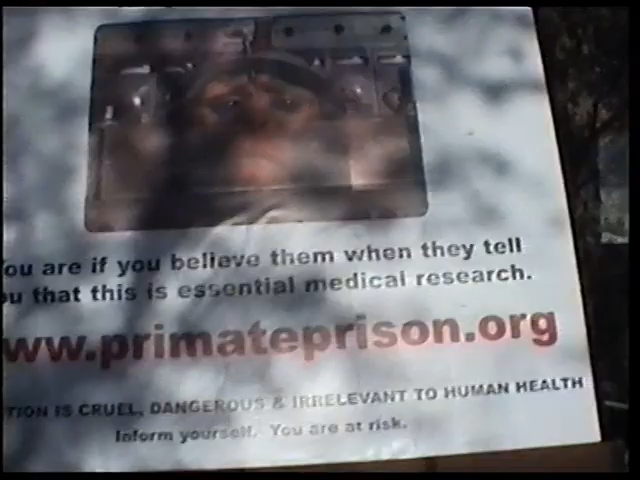 ou are if you believe them when they tell
u that this is essential medical research.
ww.primateprison.org
TION IS CRUEL, DANGEROUS & IRRELEVANT TO HUMAN HEALTH
Inform yourself. You are at risk.